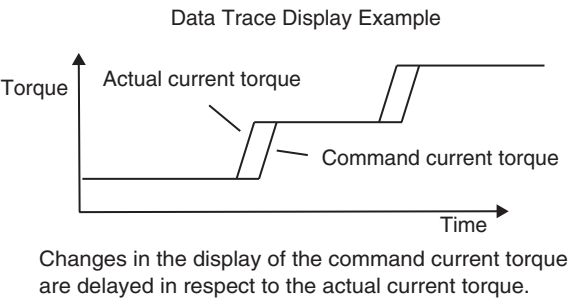 Data Trace Display Example
Torque
Actual current torque
Command current torque
Time
Changes in the display of the command current torque
are delayed in respect to the actual current torque.